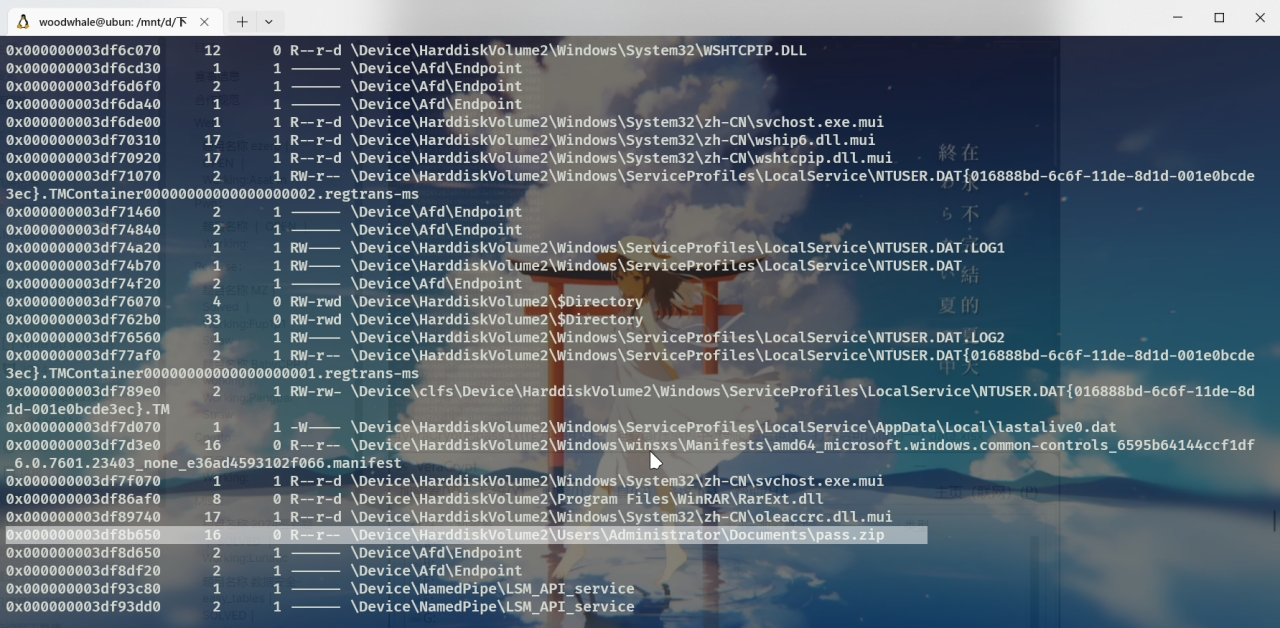 woodwhale@ubun: /mnt/d/下
0x000000003df6c070     12      0 R--r-d \Device\HarddiskVolume2\Windows\System32\WSHTCPIP.DLL
0x000000003df6cd30      1      1 ------ \Device\Afd\Endpoint
0x000000003df6d6f0      2      1 ------ \Device\Afd\Endpoint
0x000000003df6da40      1      1 ------ \Device\Afd\Endpoint
0x000000003df6de00      1      1 R--r-d \Device\HarddiskVolume2\Windows\System32\zh-CN\svchost.exe.mui
0x000000003df70310     17      1 R--r-d \Device\HarddiskVolume2\Windows\System32\zh-CN\wship6.dll.mui
0x000000003df70920     17      1 R--r-d \Device\HarddiskVolume2\Windows\System32\zh-CN\wshtcpip.dll.mui
0x000000003df71070      2      1 RW-r-- \Device\HarddiskVolume2\Windows\ServiceProfiles\LocalService\NTUSER.DAT{016888bd-6c6f-11de-8d1d-001e0bcde
3ec}.TMContainer00000000000000000002.regtrans-ms
0x000000003df71460      2      1 ------ \Device\Afd\Endpoint
0x000000003df74840      2      1 ------ \Device\Afd\Endpoint
0x000000003df74a20      1      1 RW---- \Device\HarddiskVolume2\Windows\ServiceProfiles\LocalService\NTUSER.DAT.LOG1
0x000000003df74b70      1      1 RW---- \Device\HarddiskVolume2\Windows\ServiceProfiles\LocalService\NTUSER.DAT
0x000000003df74f20      2      1 ------ \Device\Afd\Endpoint
0x000000003df76070      4      0 RW-rwd \Device\HarddiskVolume2\$Directory
0x000000003df762b0     33      0 RW-rwd \Device\HarddiskVolume2\$Directory
0x000000003df76560      1      1 RW---- \Device\HarddiskVolume2\Windows\ServiceProfiles\LocalService\NTUSER.DAT.LOG2
0x000000003df77af0      2      1 RW-r-- \Device\HarddiskVolume2\Windows\ServiceProfiles\LocalService\NTUSER.DAT{016888bd-6c6f-11de-8d1d-001e0bcde
3ec}.TMContainer00000000000000000001.regtrans-ms
0x000000003df789e0      2      1 RW-rw- \Device\clfs\Device\HarddiskVolume2\Windows\ServiceProfiles\LocalService\NTUSER.DAT{016888bd-6c6f-11de-8d
1d-001e0bcde3ec}.TM
0x000000003df7d070      1      1 -W---- \Device\HarddiskVolume2\Windows\ServiceProfiles\LocalService\AppData\Local\lastalive0.dat
0x000000003df7d3e0     16      0 R--r-- \Device\HarddiskVolume2\Windows\winsxs\Manifests\amd64_microsoft.windows.common-controls_6595b64144ccf1df
_6.0.7601.23403_none_e36ad4593102f066.manifest
0x000000003df7f070      1      1 R--r-d \Device\HarddiskVolume2\Windows\System32\zh-CN\svchost.exe.mui
0x000000003df86af0      8      0 R--r-d \Device\HarddiskVolume2\Program Files\WinRAR\RarExt.dll
0x000000003df89740     17      1 R--r-d \Device\HarddiskVolume2\Windows\System32\zh-CN\oleaccrc.dll.mui
0x000000003df8b650     16      0 R--r-- \Device\HarddiskVolume2\Users\Administrator\Documents\pass.zip
0x000000003df8d650      2      1 ------ \Device\Afd\Endpoint
0x000000003df8df20      2      1 ------ \Device\Afd\Endpoint
0x000000003df93c80      1      1 ------ \Device\NamedPipe\LSM_API_service
0x000000003df93dd0      2      1 ------ \Device\NamedPipe\LSM_API_service